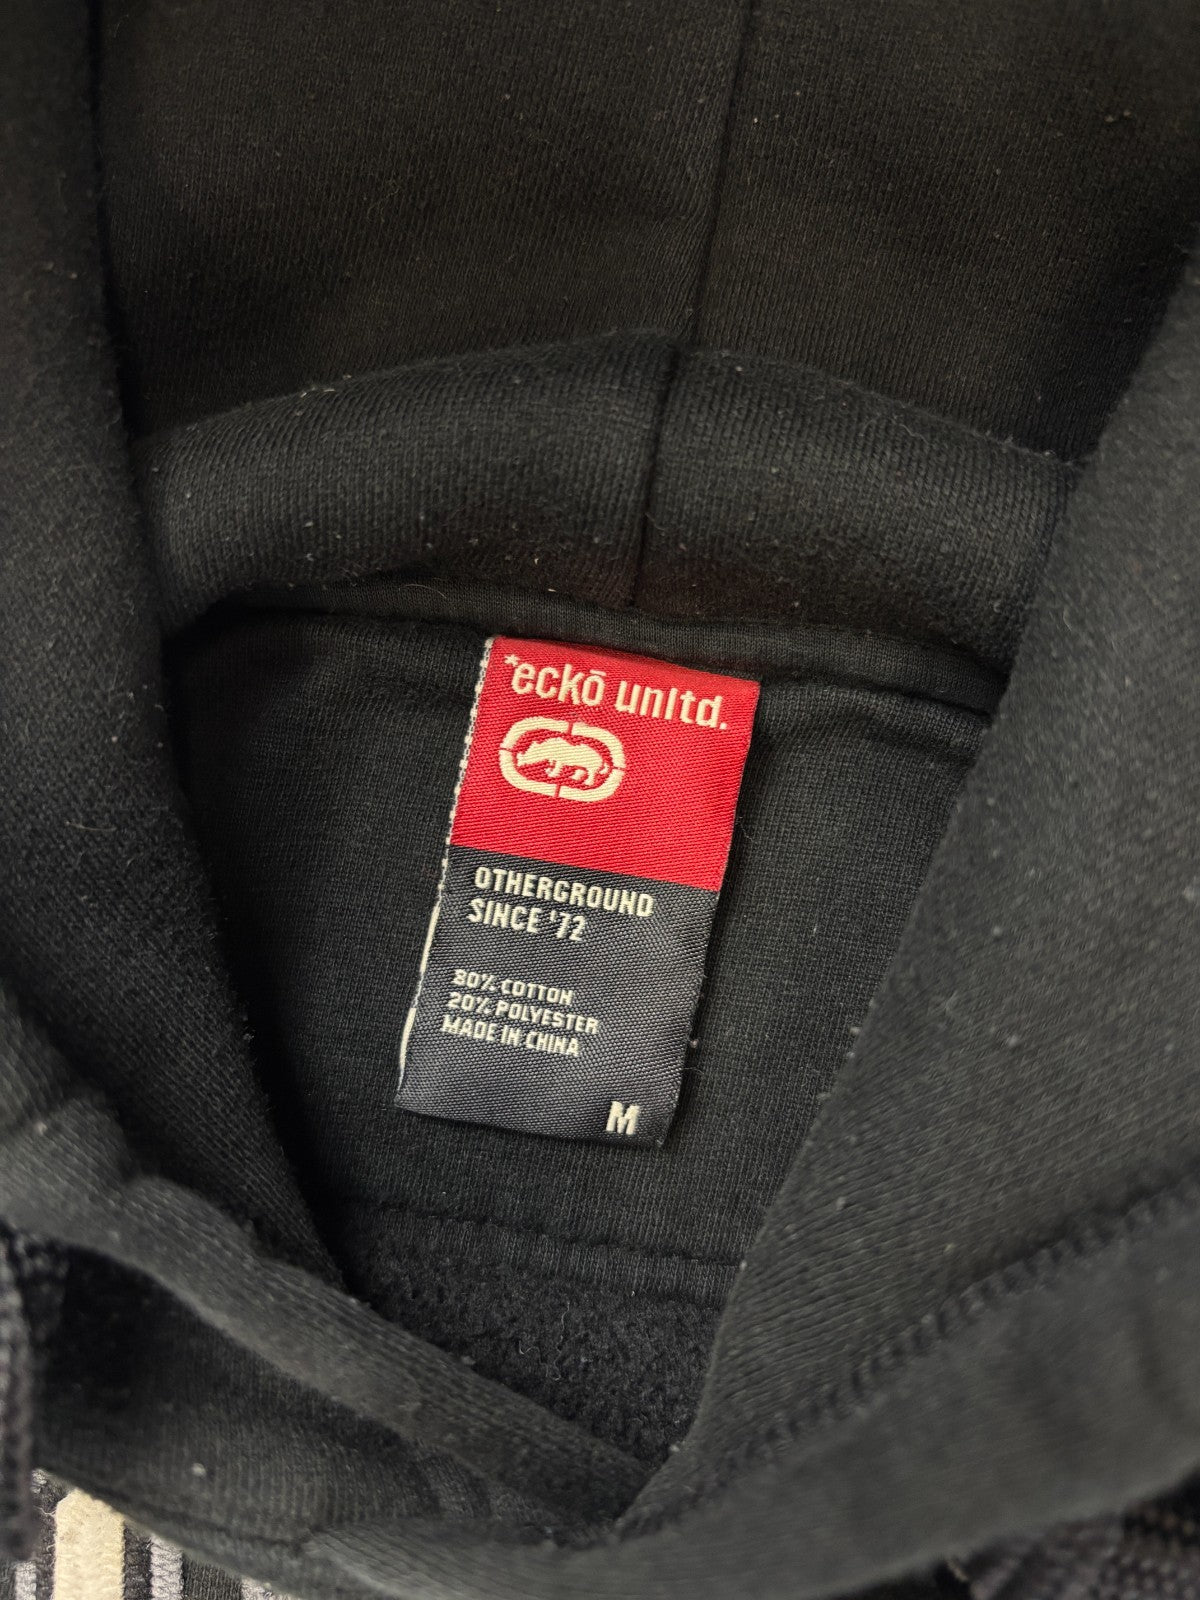 *eckō unltd.
OTHERGROUND
SINCE '72
80% COTTON
20% POLYESTER
MADE IN CHINA
M